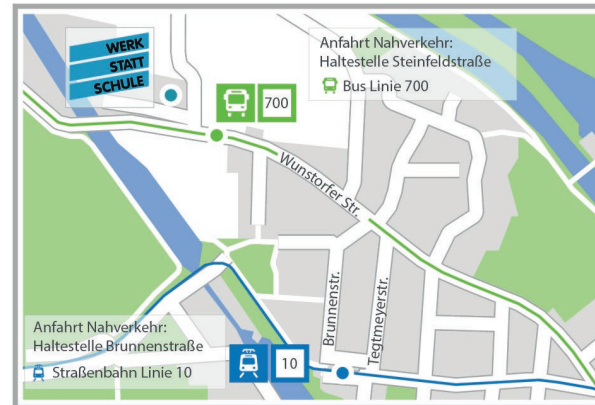 WERK
STATT
SCHULE
Anfahrt Nahverkehr:
Haltestelle Steinfeldstraße
Bus Linie 700
700
Wunstorfer Str.
Brunnenstr.
Tegtmeyerstr.
Anfahrt Nahverkehr:
Haltestelle Brunnenstraße
Straßenbahn Linie 10
10